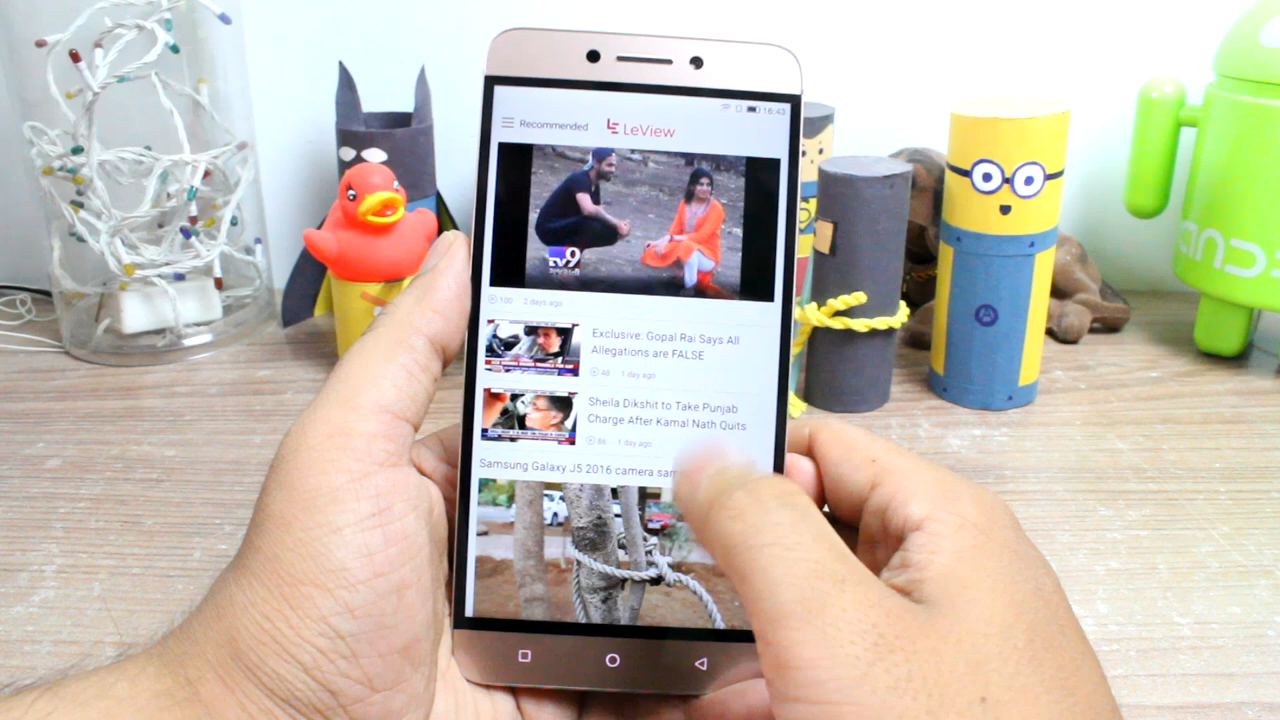 16:43
Recommended
LeView
tv9
100 2 days ago
Exclusive: Gopal Rai Says All
Allegations are FALSE
48 1 day ago
Sheila Dikshit to Take Punjab
Charge After Kamal Nath Quits
86 1 day ago
Samsung Galaxy J5 2016 camera